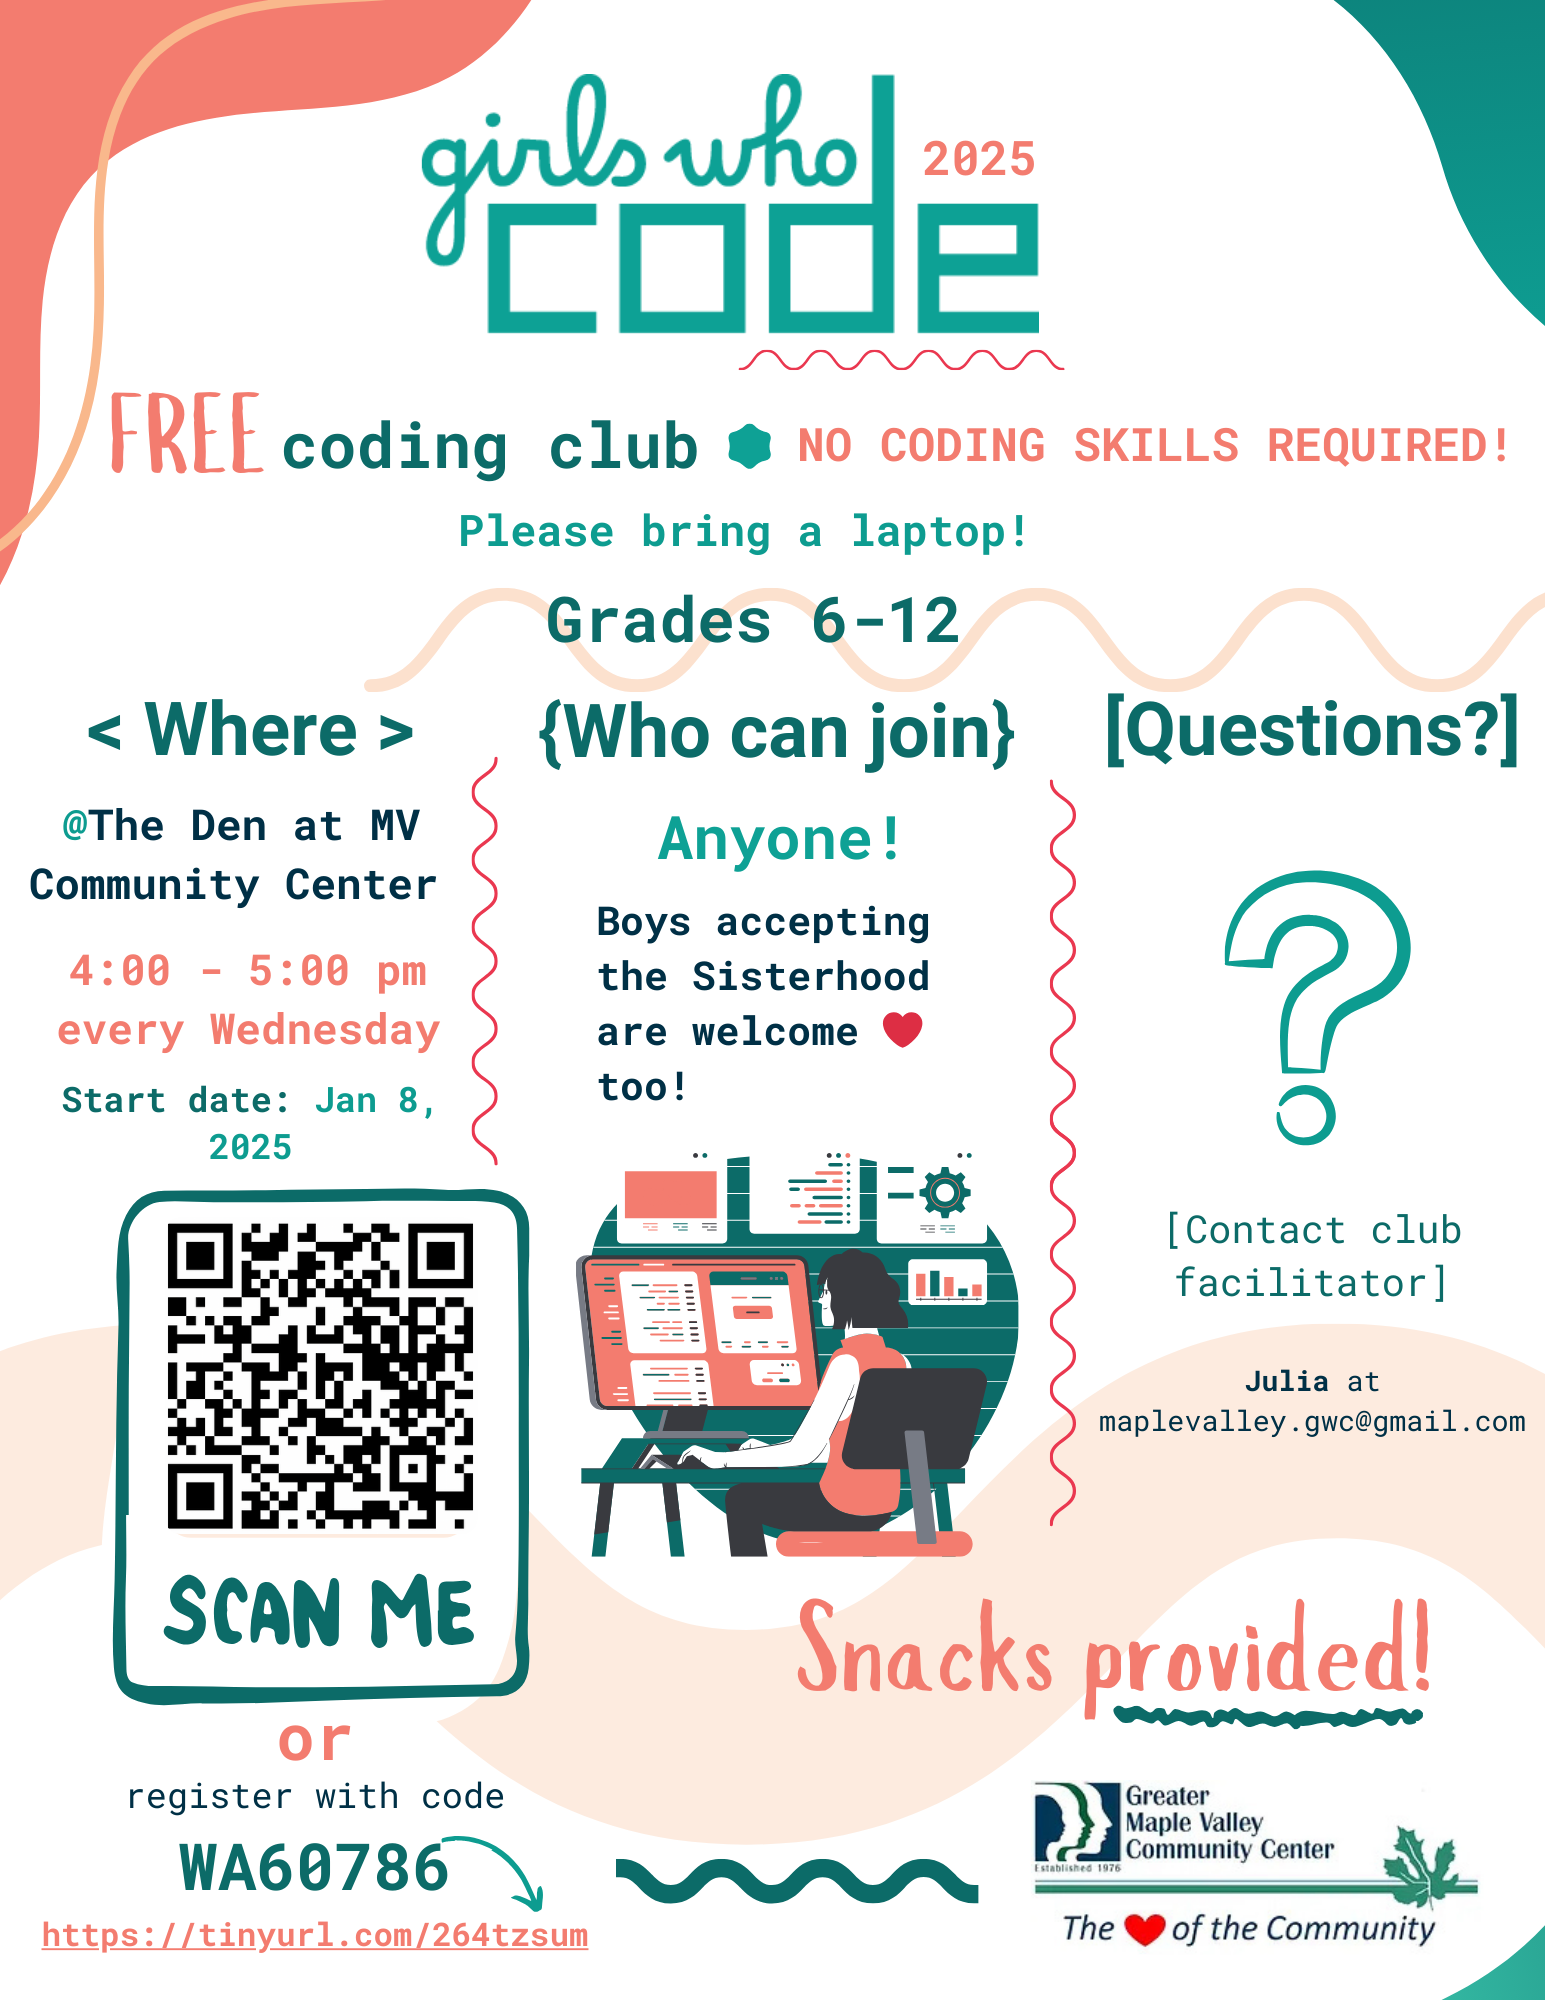 girls who
code
2025
FREE coding club NO CODING SKILLS REQUIRED!
Please bring a laptop!
Grades 6-12
< Where >
@The Den at MV
Community Center
4:00 - 5:00 pm
every Wednesday
Start date: Jan 8,
2025
{Who can join}
Anyone!
Boys accepting
the Sisterhood
are welcome ❤
too!
[Questions?]
?
[Contact club
facilitator]
Julia at
maplevalley.gwc@gmail.com
SCAN ME
or
register with code
WA60786
https://tinyurl.com/264tzsum
Snacks provided!
Greater
Maple Valley
Community Center
Established 1976
The ❤ of the Community